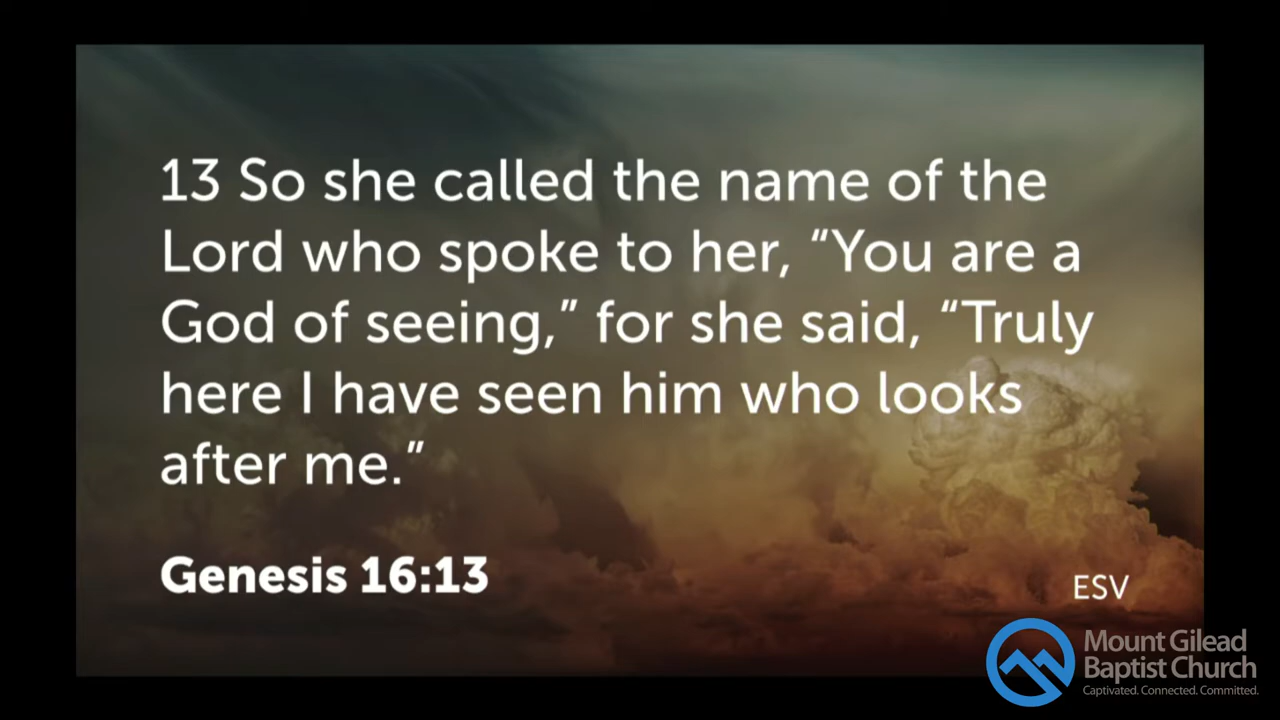 13 So she called the name of the
Lord who spoke to her, “You are a
God of seeing,” for she said, “Truly
here I have seen him who looks
after me.”
Genesis 16:13
ESV
Mount Gilead
Baptist Church
Captivated. Connected. Committed.